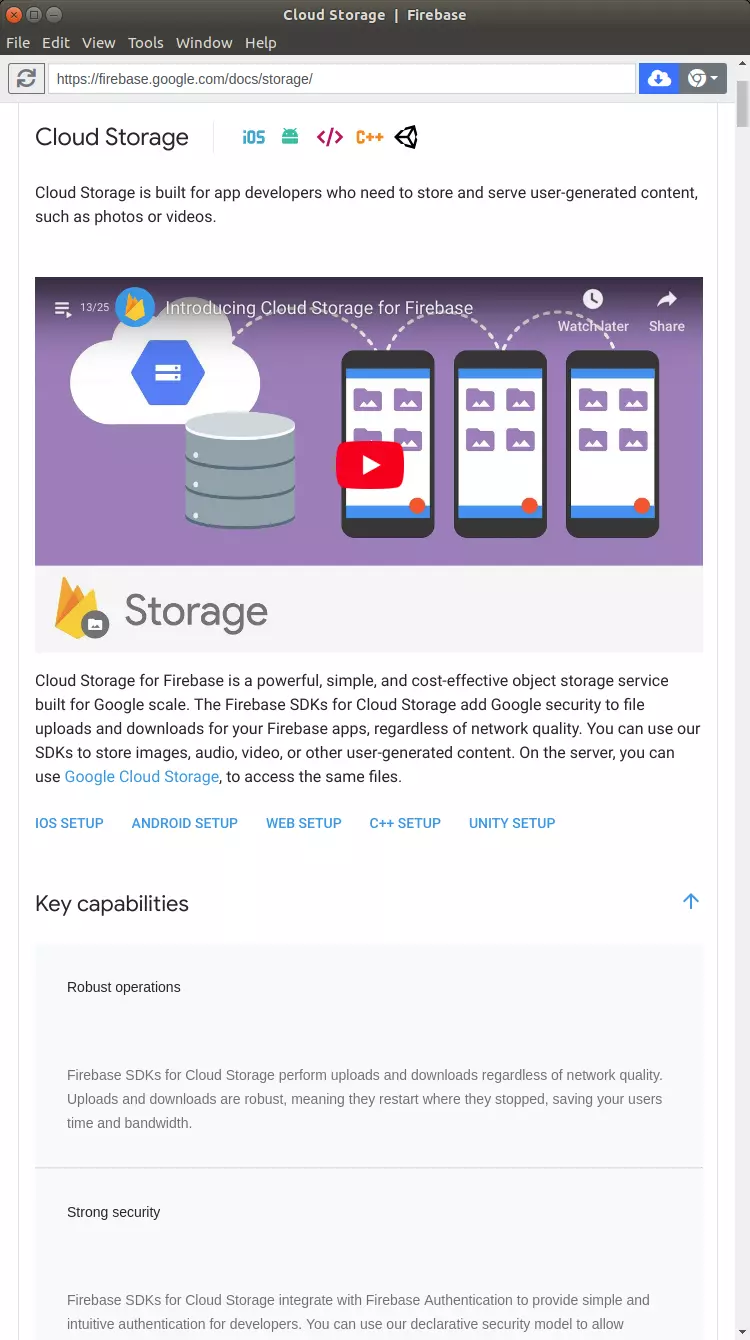 Cloud Storage | Firebase
File Edit View Tools Window Help
https://firebase.google.com/docs/storage/
Cloud Storage iOS </> C++
Cloud Storage is built for app developers who need to store and serve user-generated content,
such as photos or videos.
13/25 Introducing Cloud Storage for Firebase
Watch later Share
Storage
Cloud Storage for Firebase is a powerful, simple, and cost-effective object storage service
built for Google scale. The Firebase SDKs for Cloud Storage add Google security to file
uploads and downloads for your Firebase apps, regardless of network quality. You can use our
SDKs to store images, audio, video, or other user-generated content. On the server, you can
use Google Cloud Storage, to access the same files.
IOS SETUP ANDROID SETUP WEB SETUP C++ SETUP UNITY SETUP
Key capabilities
Robust operations
Firebase SDKs for Cloud Storage perform uploads and downloads regardless of network quality.
Uploads and downloads are robust, meaning they restart where they stopped, saving your users
time and bandwidth.
Strong security
Firebase SDKs for Cloud Storage integrate with Firebase Authentication to provide simple and
intuitive authentication for developers. You can use our declarative security model to allow